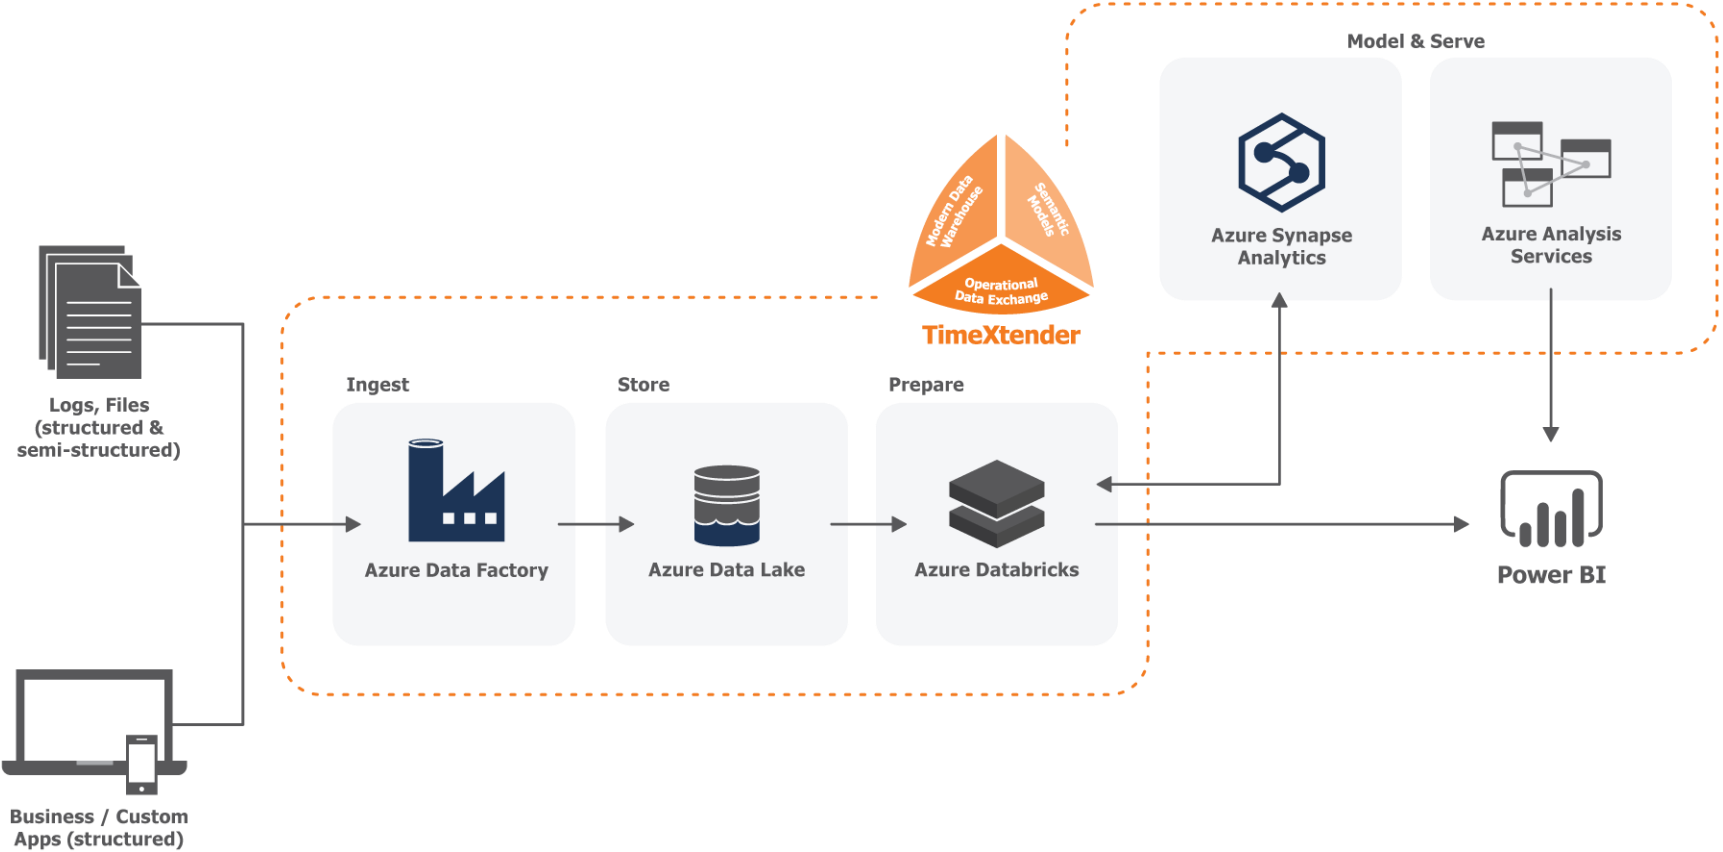 Model & Serve
Azure Synapse
Analytics
Azure Analysis
Services
Modern Data
Warehouse
Semantic
Models
Operational
Data Exchange
TimeXtender
Logs, Files
(structured &
semi-structured)
Ingest
Store
Prepare
Azure Data Factory
Azure Data Lake
Azure Databricks
Power BI
Business / Custom
Apps (structured)